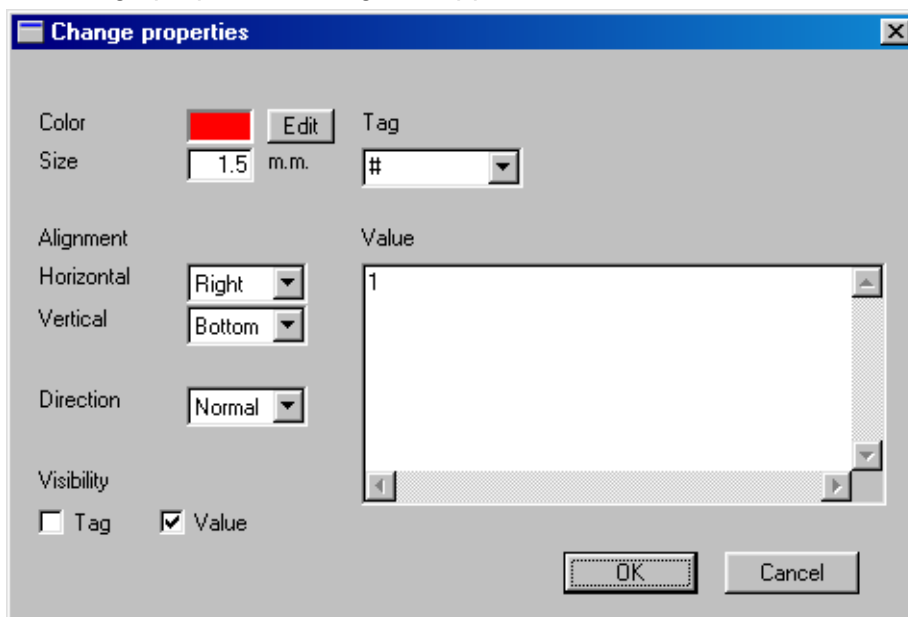 Change properties
Color Edit Tag
Size 1.5 m.m. #
Alignment Value
Horizontal Right 1
Vertical Bottom
Direction Normal
Visibility
Tag Value
OK Cancel